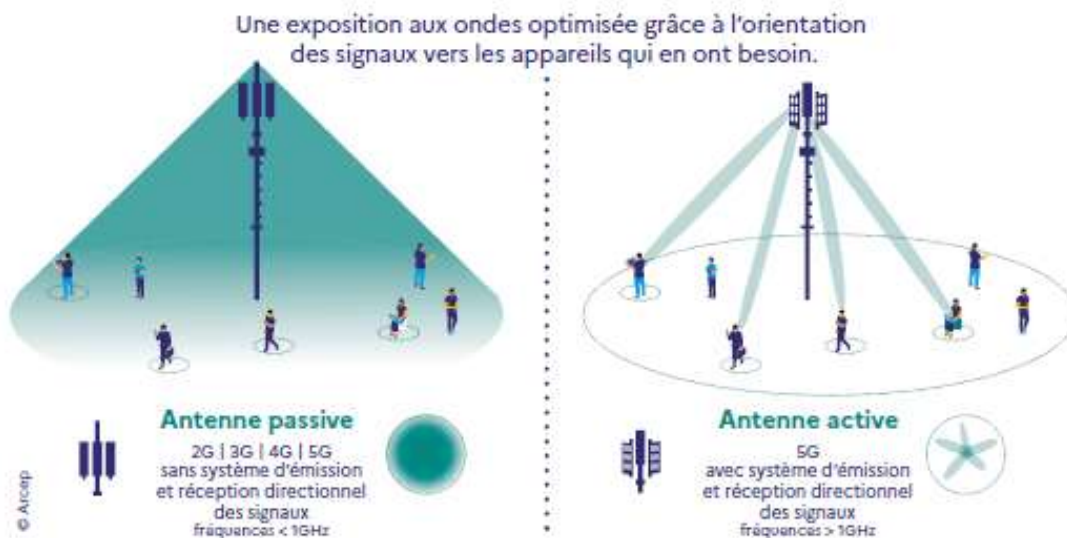 Une exposition aux ondes optimisée grâce à l'orientation
des signaux vers les appareils qui en ont besoin.
Antenne passive
2G | 3G | 4G | 5G
sans système d'émission
et réception directionnel
des signaux
fréquences < 1GHz
Antenne active
5G
avec système d'émission
et réception directionnel
des signaux
fréquences > 1GHz
© Arcep